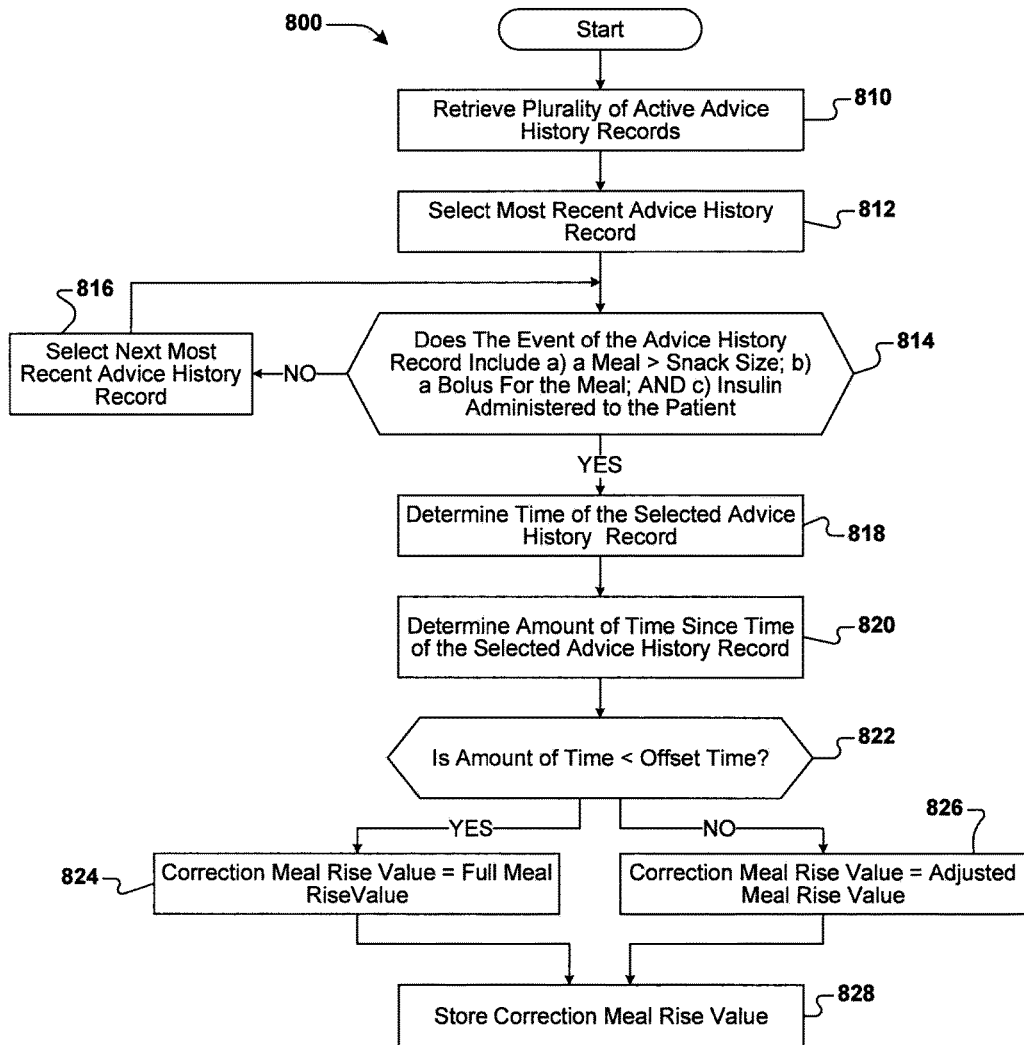 800
Start
Retrieve Plurality of Active Advice
History Records
810
Select Most Recent Advice History
Record
812
816
Select Next Most
Recent Advice History
Record
NO
Does The Event of the Advice History
Record Include a) a Meal > Snack Size; b)
a Bolus For the Meal; AND c) Insulin
Administered to the Patient
814
YES
Determine Time of the Selected Advice
History Record
818
Determine Amount of Time Since Time
of the Selected Advice History Record
820
Is Amount of Time < Offset Time?
822
YES
NO
826
824
Correction Meal Rise Value = Full Meal
RiseValue
Correction Meal Rise Value = Adjusted
Meal Rise Value
Store Correction Meal Rise Value
828